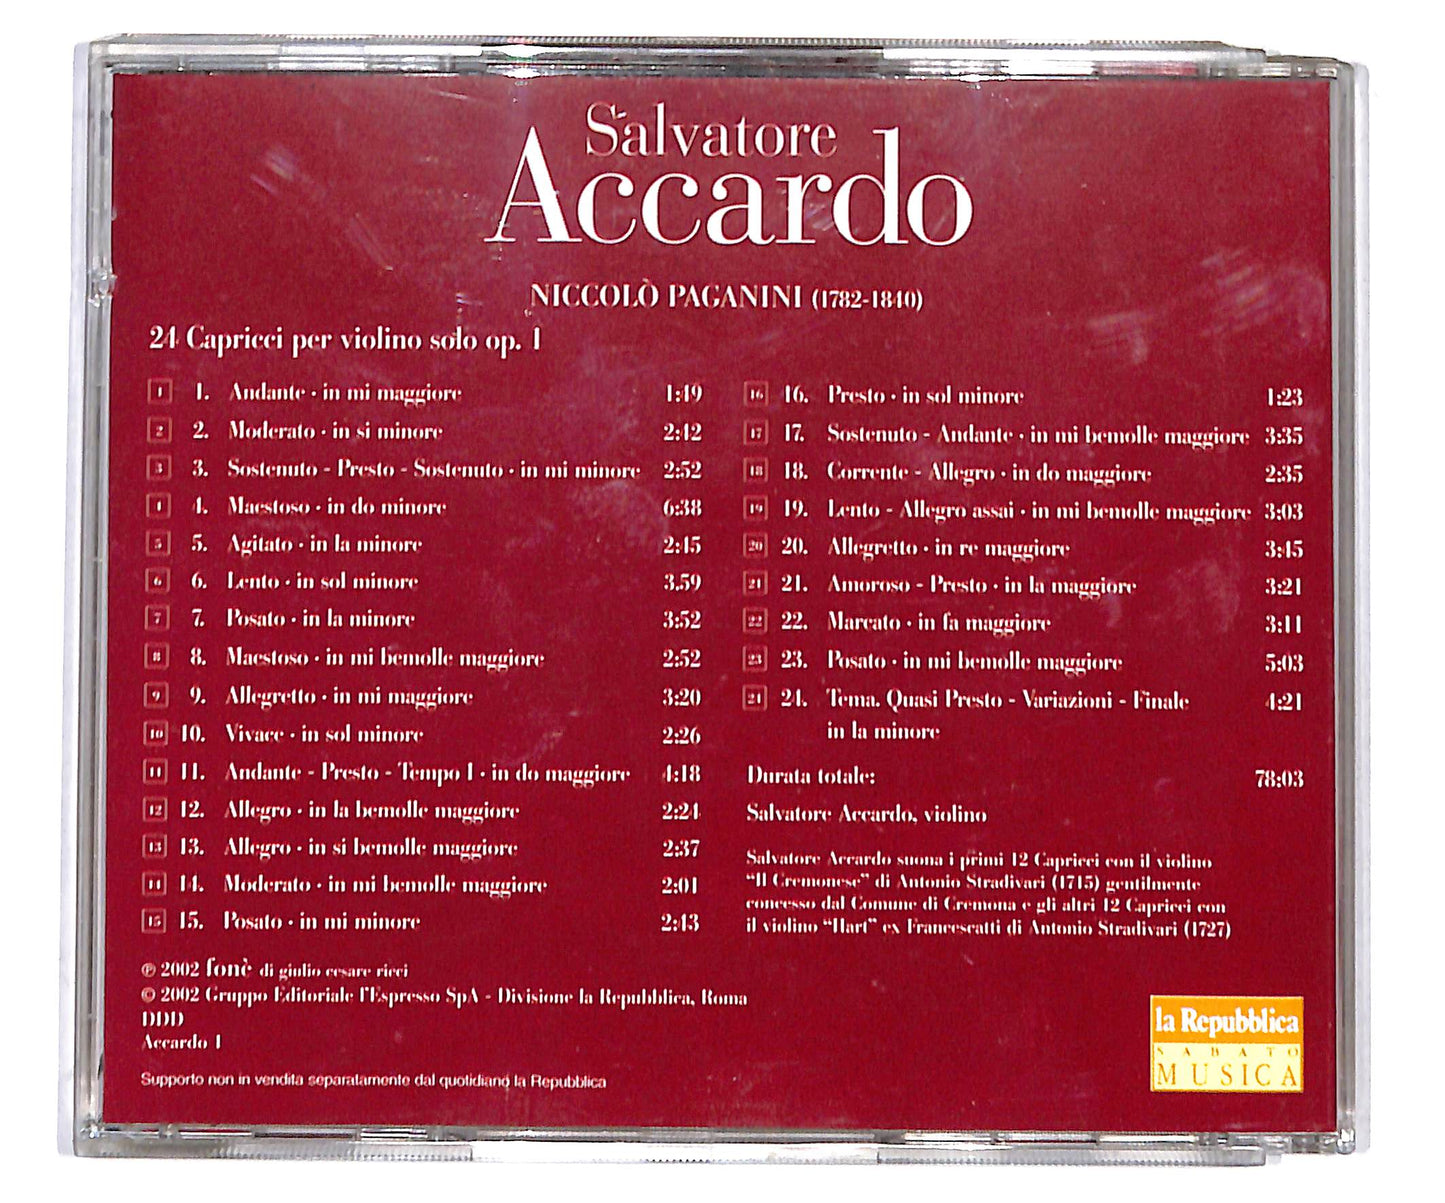 Salvatore
Accardo
NICCOLÒ PAGANINI (1782-1840)
24 Capricci per violino solo op. 1
1 1. Andante · in mi maggiore 1:49
2 2. Moderato · in si minore 2:42
3 3. Sostenuto - Presto - Sostenuto · in mi minore 2:52
4 4. Maestoso · in do minore 6:38
5 5. Agitato · in la minore 2:45
6 6. Lento · in sol minore 3.59
7 7. Posato · in la minore 3:52
8 8. Maestoso · in mi bemolle maggiore 2:52
9 9. Allegretto · in mi maggiore 3:20
10 10. Vivace · in sol minore 2:26
11 11. Andante - Presto - Tempo I · in do maggiore 4:18
12 12. Allegro · in la bemolle maggiore 2:24
13 13. Allegro · in si bemolle maggiore 2:37
14 14. Moderato · in mi bemolle maggiore 2:01
15 15. Posato · in mi minore 2:43
16 16. Presto · in sol minore 1:23
17 17. Sostenuto - Andante · in mi bemolle maggiore 3:35
18 18. Corrente - Allegro · in do maggiore 2:35
19 19. Lento - Allegro assai · in mi bemolle maggiore 3:03
20 20. Allegretto · in re maggiore 3:45
21 21. Amoroso - Presto · in la maggiore 3:21
22 22. Marcato · in fa maggiore 3:11
23 23. Posato · in mi bemolle maggiore 5:03
24 24. Tema. Quasi Presto - Variazioni - Finale 4:21
in la minore
Durata totale: 78:03
Salvatore Accardo, violino
Salvatore Accardo suona i primi 12 Capricci con il violino
“Il Cremonese” di Antonio Stradivari (1715) gentilmente
concesso dal Comune di Cremona e gli altri 12 Capricci con
il violino “Hart” ex Francescatti di Antonio Stradivari (1727)
℗ 2002 fonè di giulio cesare ricci
© 2002 Gruppo Editoriale l'Espresso SpA - Divisione la Repubblica, Roma
DDD
Accardo 1
Supporto non in vendita separatamente dal quotidiano la Repubblica
la Repubblica
SABATO
MUSICA